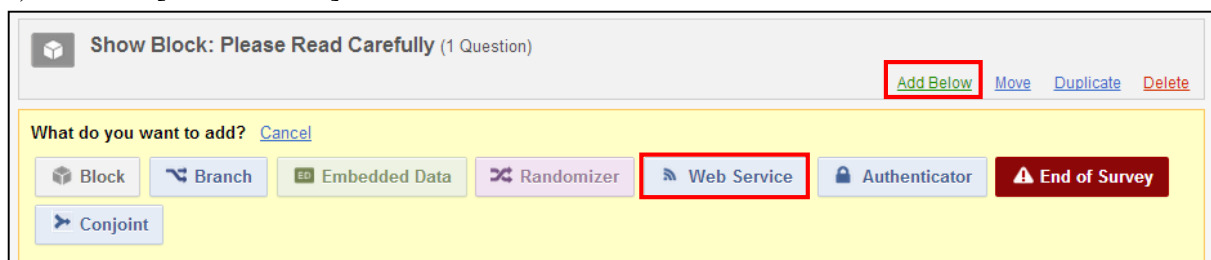 Show Block: Please Read Carefully (1 Question)
Add Below Move Duplicate Delete
What do you want to add? Cancel
Block Branch ED Embedded Data Randomizer Web Service Authenticator End of Survey
Conjoint